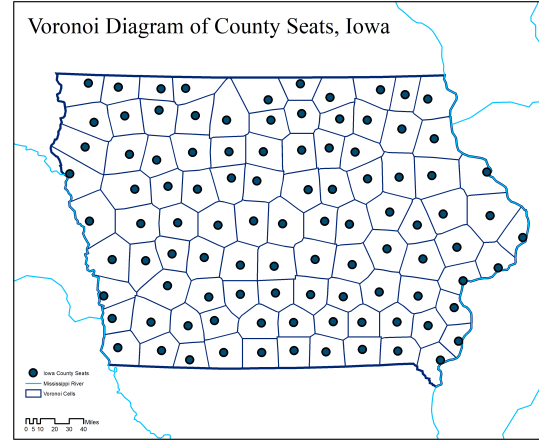 Voronoi Diagram of County Seats, Iowa
Iowa County Seats
Mississippi River
Voronoi Cells
Miles
0 5 10 20 30 40